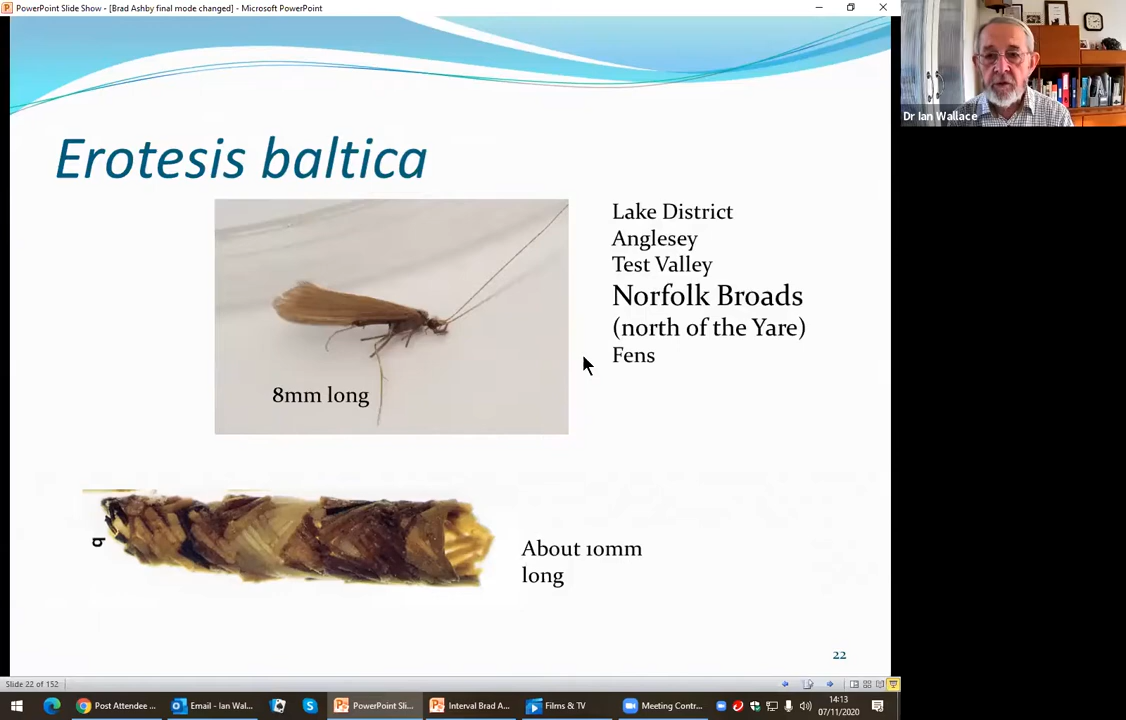 PowerPoint Slide Show - [Brad Ashby final mode changed] - Microsoft PowerPoint
Dr Ian Wallace
Erotesis baltica
Lake District
Anglesey
Test Valley
Norfolk Broads
(north of the Yare)
Fens
8mm long
b
About 10mm
long
22
Slide 22 of 152
Post Attendee ...
Email - Ian Wal...
PowerPoint Sli...
Interval Brad A...
Films & TV
Meeting Contr...
14:13
07/11/2020